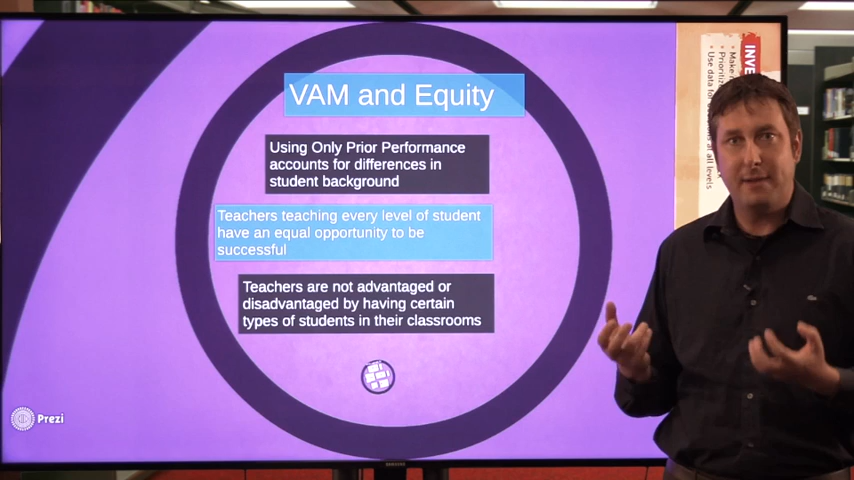 VAM and Equity
Using Only Prior Performance
accounts for differences in
student background
Teachers teaching every level of student
have an equal opportunity to be
successful
Teachers are not advantaged or
disadvantaged by having certain
types of students in their classrooms
Prezi
INVE
• Make
• Prioritiz
• Use data for
at all levels
SAMSUNG